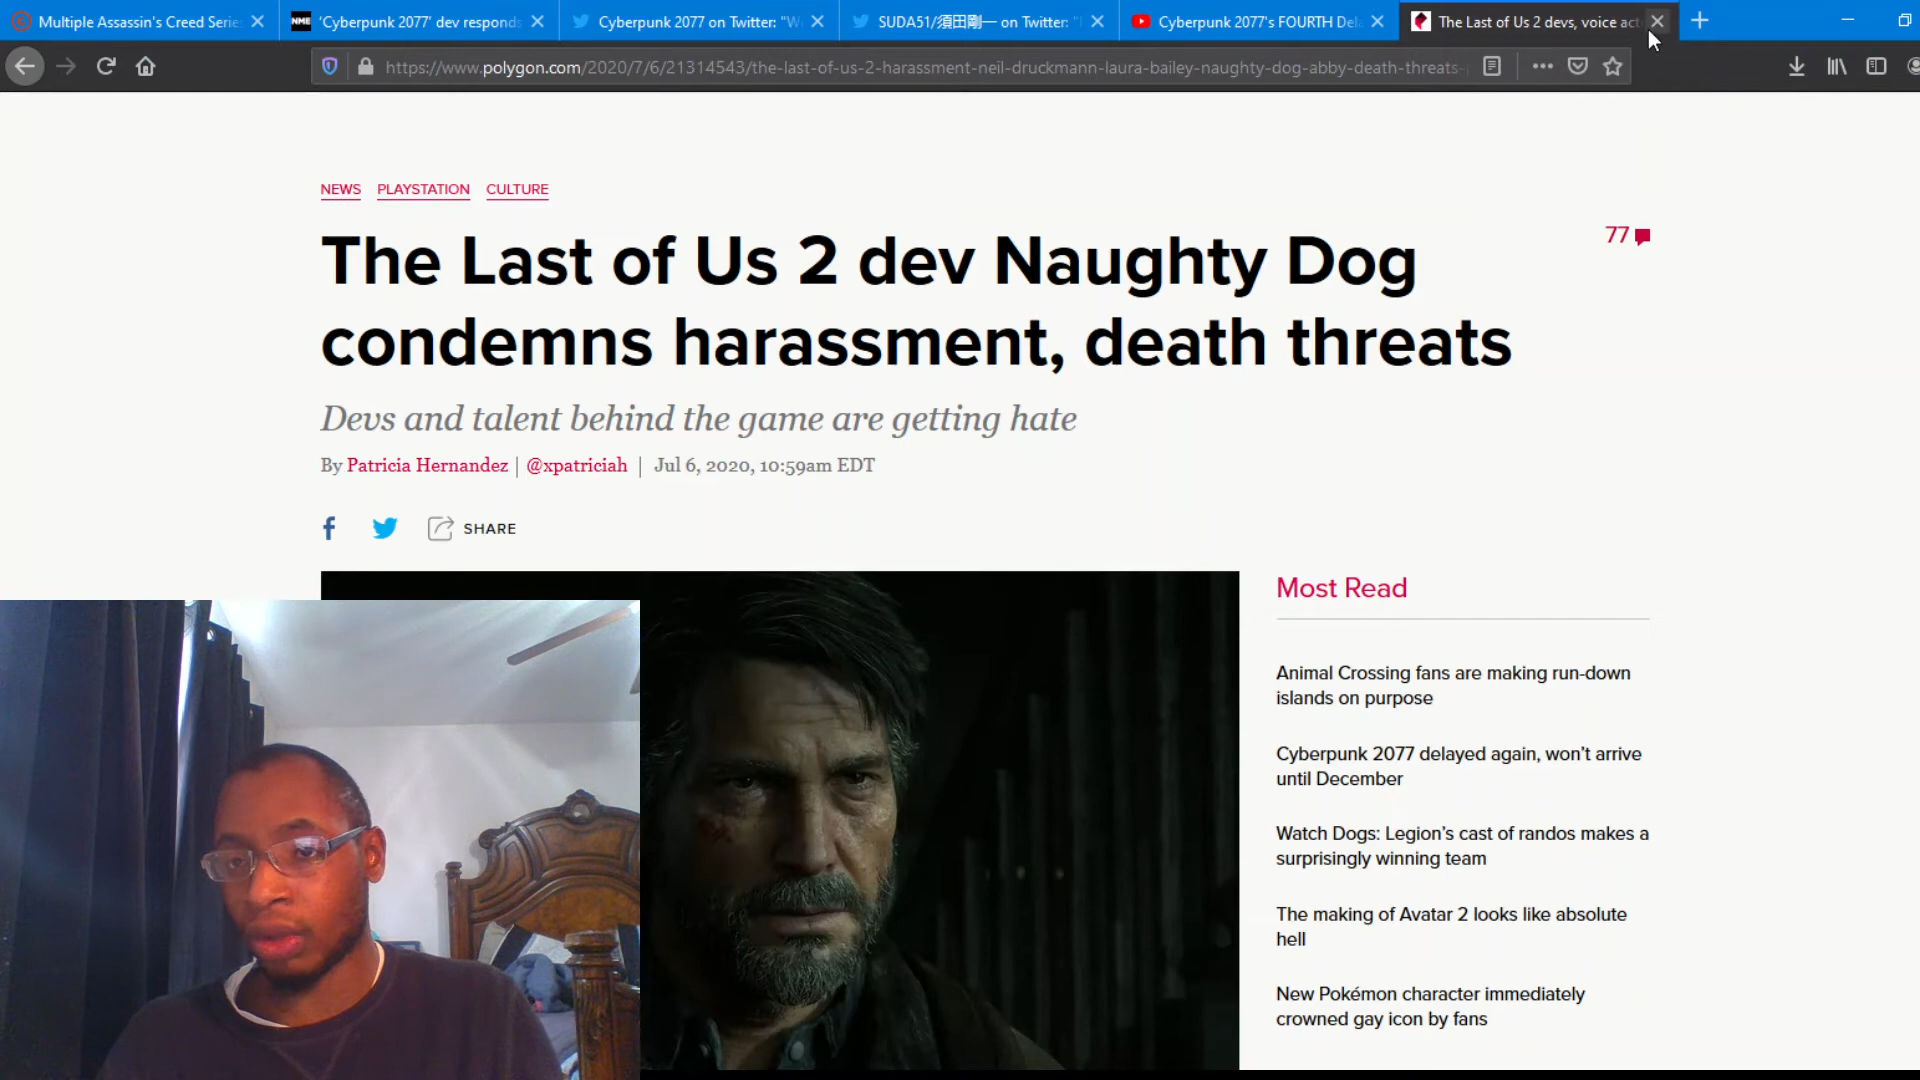 Multiple Assassin's Creed Serie
NME
'Cyberpunk 2077' dev responds
Cyberpunk 2077 on Twitter: "W
SUDA51/須田剛一 on Twitter: "
Cyberpunk 2077's FOURTH Del
The Last of Us 2 devs, voice act
https://www.polygon.com/2020/7/6/21314543/the-last-of-us-2-harassment-neil-druckmann-laura-bailey-naughty-dog-abby-death-threats-
NEWS PLAYSTATION CULTURE
The Last of Us 2 dev Naughty Dog
condemns harassment, death threats
77
Devs and talent behind the game are getting hate
By Patricia Hernandez | @xpatriciah | Jul 6, 2020, 10:59am EDT
SHARE
Most Read
Animal Crossing fans are making run-down
islands on purpose
Cyberpunk 2077 delayed again, won't arrive
until December
Watch Dogs: Legion's cast of randos makes a
surprisingly winning team
The making of Avatar 2 looks like absolute
hell
New Pokémon character immediately
crowned gay icon by fans